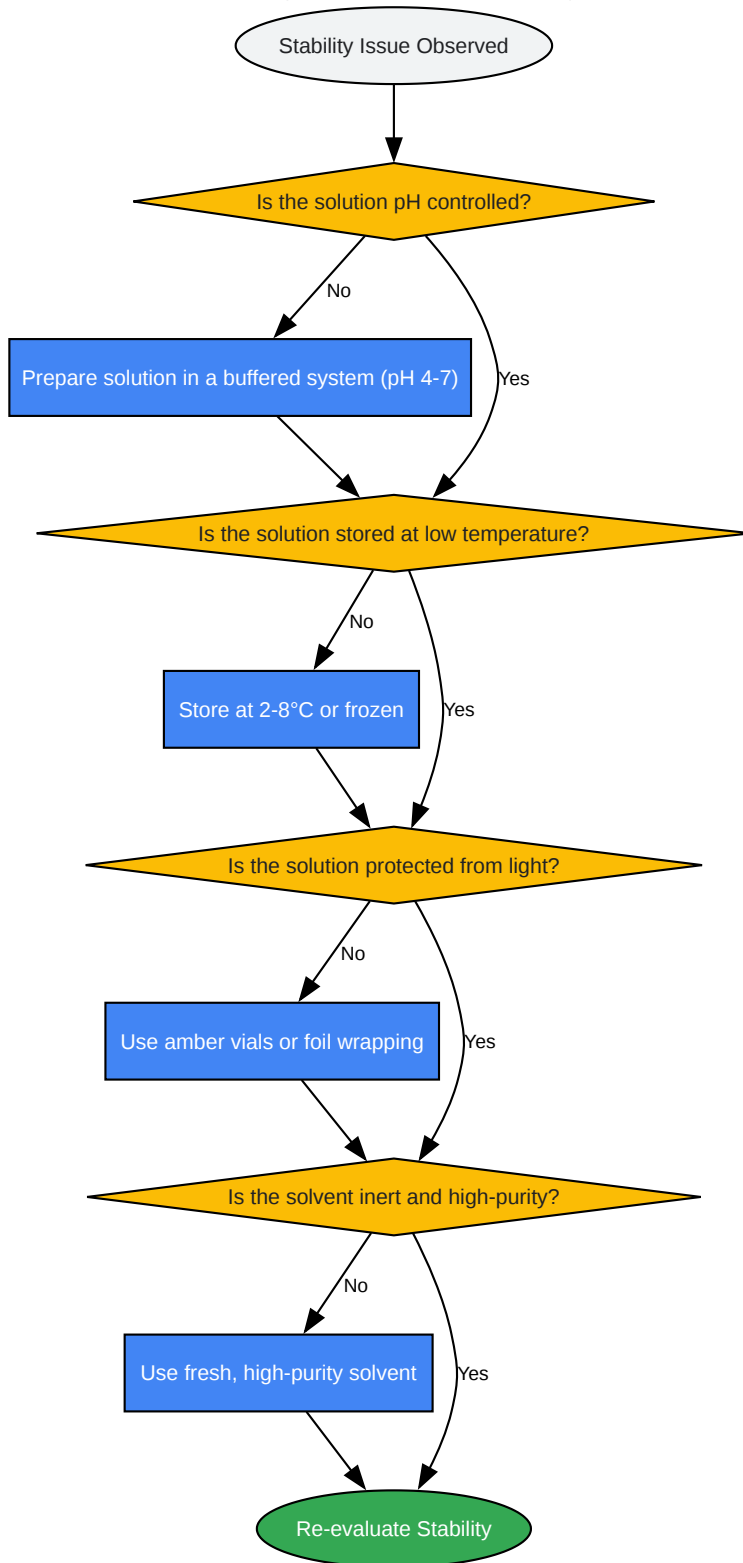 Stability Issue Observed
Is the solution pH controlled?
No
Prepare solution in a buffered system (pH 4-7)
Yes
Is the solution stored at low temperature?
No
Store at 2-8°C or frozen
Yes
Is the solution protected from light?
No
Use amber vials or foil wrapping
Yes
Is the solvent inert and high-purity?
No
Use fresh, high-purity solvent
Yes
Re-evaluate Stability